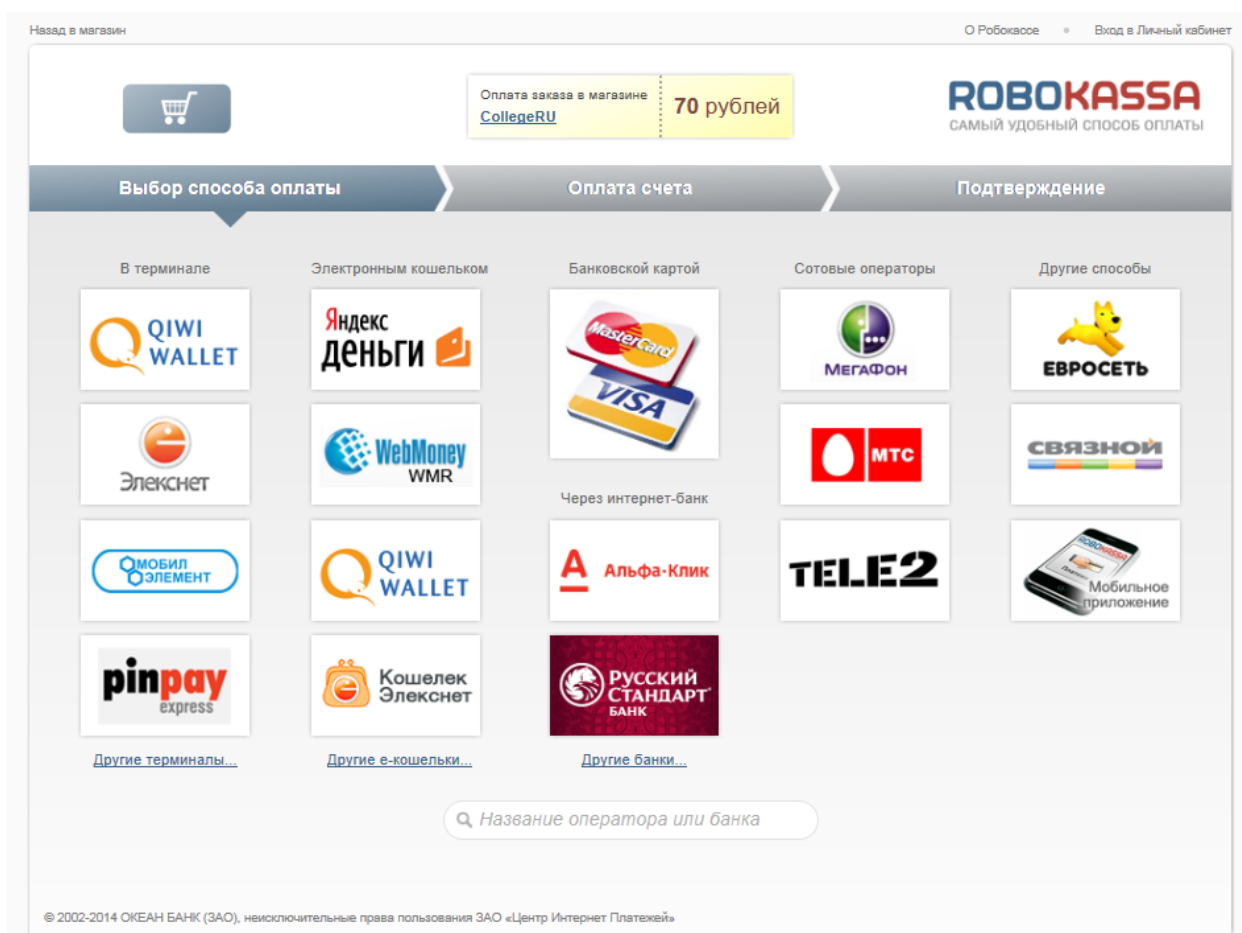 Назад в магазин
О Робокассе
Вход в Личный кабинет
Оплата заказа в магазине
CollegeRU
70 рублей
ROBOKASSA
САМЫЙ УДОБНЫЙ СПОСОБ ОПЛАТЫ
Выбор способа оплаты
Оплата счета
Подтверждение
В терминале
Электронным кошельком
Банковской картой
Сотовые операторы
Другие способы
QIWI
WALLET
Яндекс
деньги
MasterCard
VISA
МЕГАФОН
ЕВРОСЕТЬ
Элекснет
WebMoney
WMR
МТС
СВЯЗНОЙ
Через интернет-банк
МОБИЛ
ЭЛЕМЕНТ
QIWI
WALLET
А Альфа·Клик
TELE2
ROBOKASSA
Мобильное
приложение
pinpay
express
Кошелек
Элекснет
РУССКИЙ
СТАНДАРТ
БАНК
Другие терминалы...
Другие е-кошельки...
Другие банки...
Название оператора или банка
© 2002-2014 ОКЕАН БАНК (ЗАО), неисключительные права пользования ЗАО «Центр Интернет Платежей»